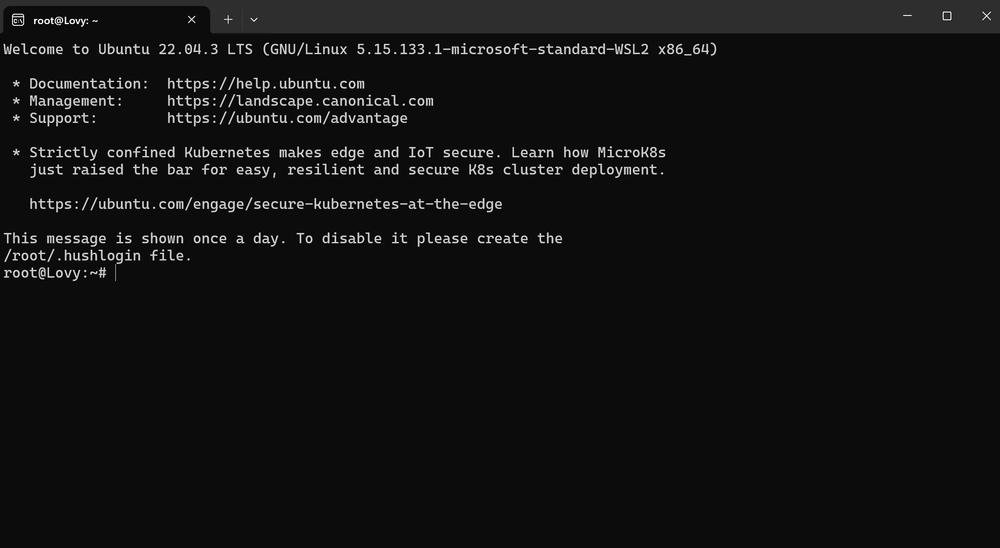 root@Lovy: ~
Welcome to Ubuntu 22.04.3 LTS (GNU/Linux 5.15.133.1-microsoft-standard-WSL2 x86_64)
* Documentation:  https://help.ubuntu.com
* Management:     https://landscape.canonical.com
* Support:        https://ubuntu.com/advantage
* Strictly confined Kubernetes makes edge and IoT secure. Learn how MicroK8s
just raised the bar for easy, resilient and secure K8s cluster deployment.
https://ubuntu.com/engage/secure-kubernetes-at-the-edge
This message is shown once a day. To disable it please create the
/root/.hushlogin file.
root@Lovy:~#